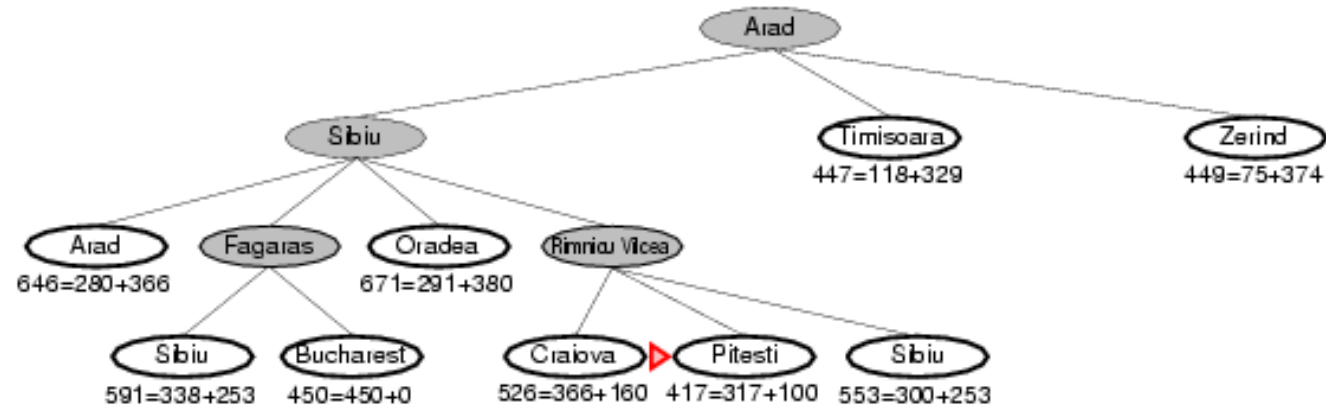 Arad
Sibiu
Timisoara
Zerind
447=118+329
449=75+374
Arad
Fagaras
Oradea
Rimnicu Vilcea
646=280+366
671=291+380
Sibiu
Bucharest
Craiova
Pitesti
Sibiu
591=338+253
450=450+0
526=366+160
417=317+100
553=300+253